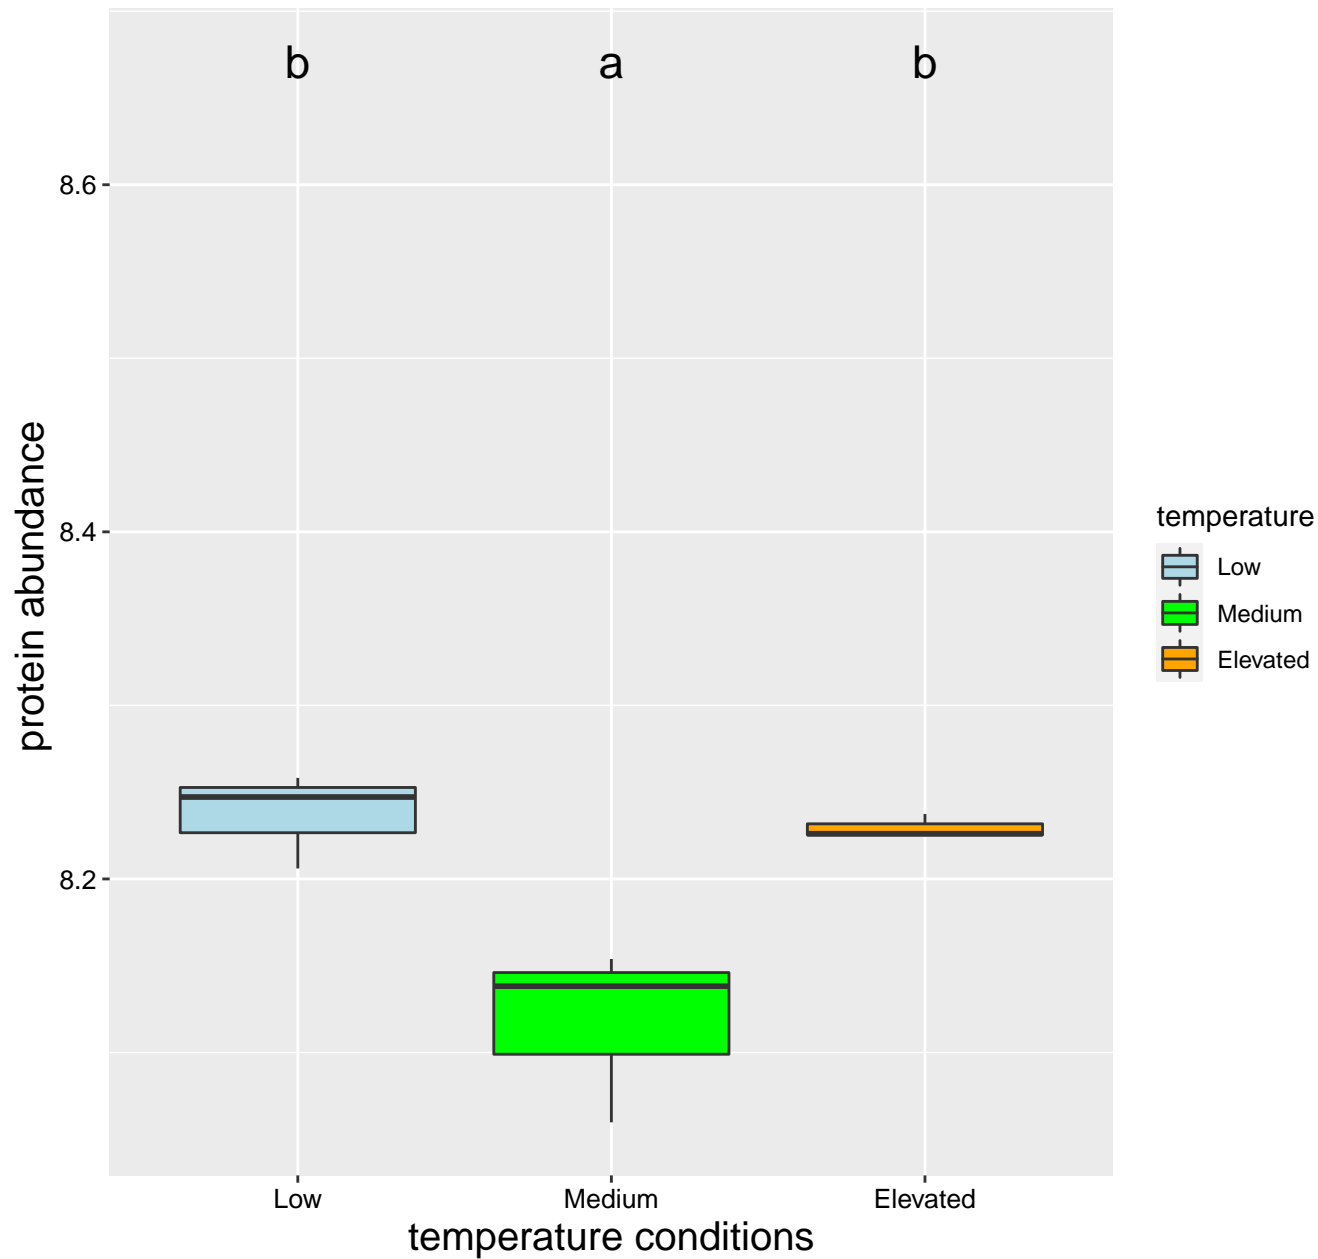 b a b
8.6
8.4
8.2
protein abundance
Low Medium Elevated
temperature conditions
temperature
Low
Medium
Elevated